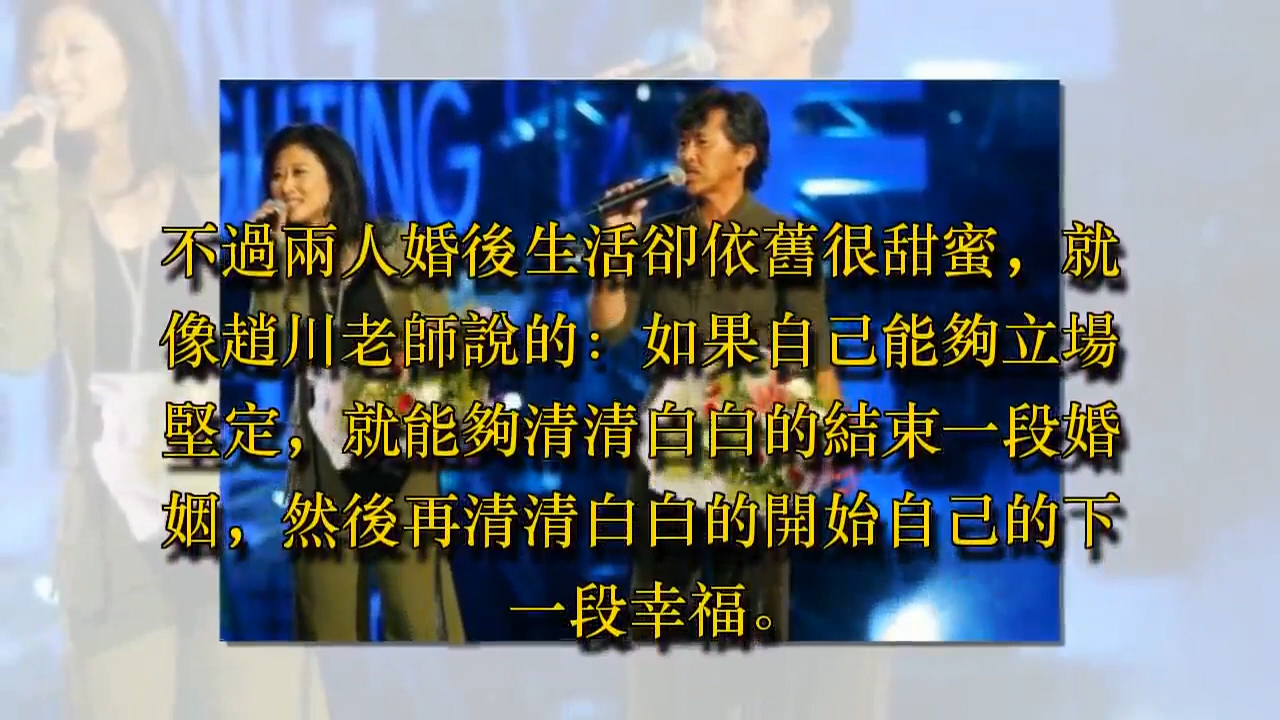 GHTING
不過兩人婚後生活卻依舊很甜蜜，就
像趙川老師說的：如果自己能夠立場
堅定，就能夠清清白白的結束一段婚
姻，然後再清清白白的開始自己的下
一段幸福。